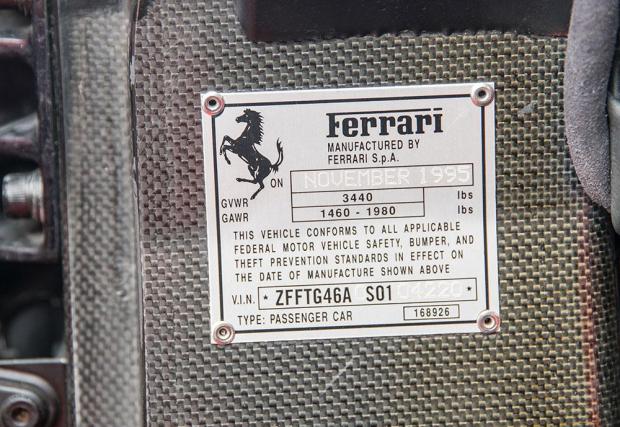 Ferrari
MANUFACTURED BY
FERRARI S.p.A.
ON NOVEMBER 1995
GVWR 3440 lbs
GAWR 1460 - 1980 lbs
THIS VEHICLE CONFORMS TO ALL APPLICABLE
FEDERAL MOTOR VEHICLE SAFETY, BUMPER, AND
THEFT PREVENTION STANDARDS IN EFFECT ON
THE DATE OF MANUFACTURE SHOWN ABOVE
V.I.N. * ZFFTG46A S01 *
TYPE: PASSENGER CAR 168926